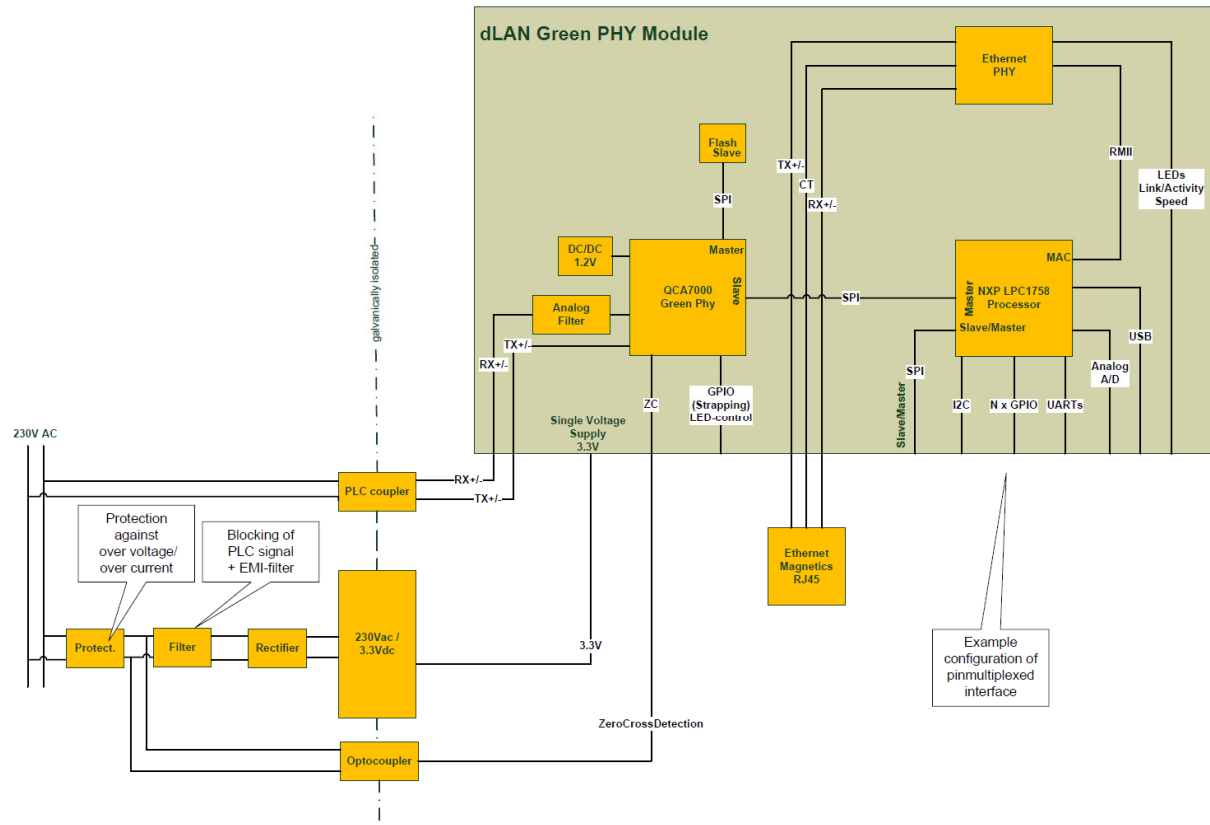 dLAN Green PHY Module
Ethernet
PHY
Flash
Slave
TX+/-
CT
RX+/-
RMII
LEDs
Link/Activity
Speed
SPI
galvanically isolated
DC/DC
1.2V
Master
QCA7000
Green Phy
Slave
Analog
Filter
SPI
MAC
NXP LPC1758
Processor
Master
Slave/Master
TX+/-
RX+/-
USB
SPI
Analog
A/D
GPIO
(Strapping)
LED-control
ZC
Slave/Master
I2C
N x GPIO
UARTs
Single Voltage
Supply
3.3V
230V AC
PLC coupler
RX+/-
TX+/-
Protection
against
over voltage/
over current
Blocking of
PLC signal
+ EMI-filter
Ethernet
Magnetics
RJ45
Protect.
Filter
Rectifier
230Vac /
3.3Vdc
3.3V
Example
configuration of
pinmultiplexed
interface
ZeroCrossDetection
Optocoupler